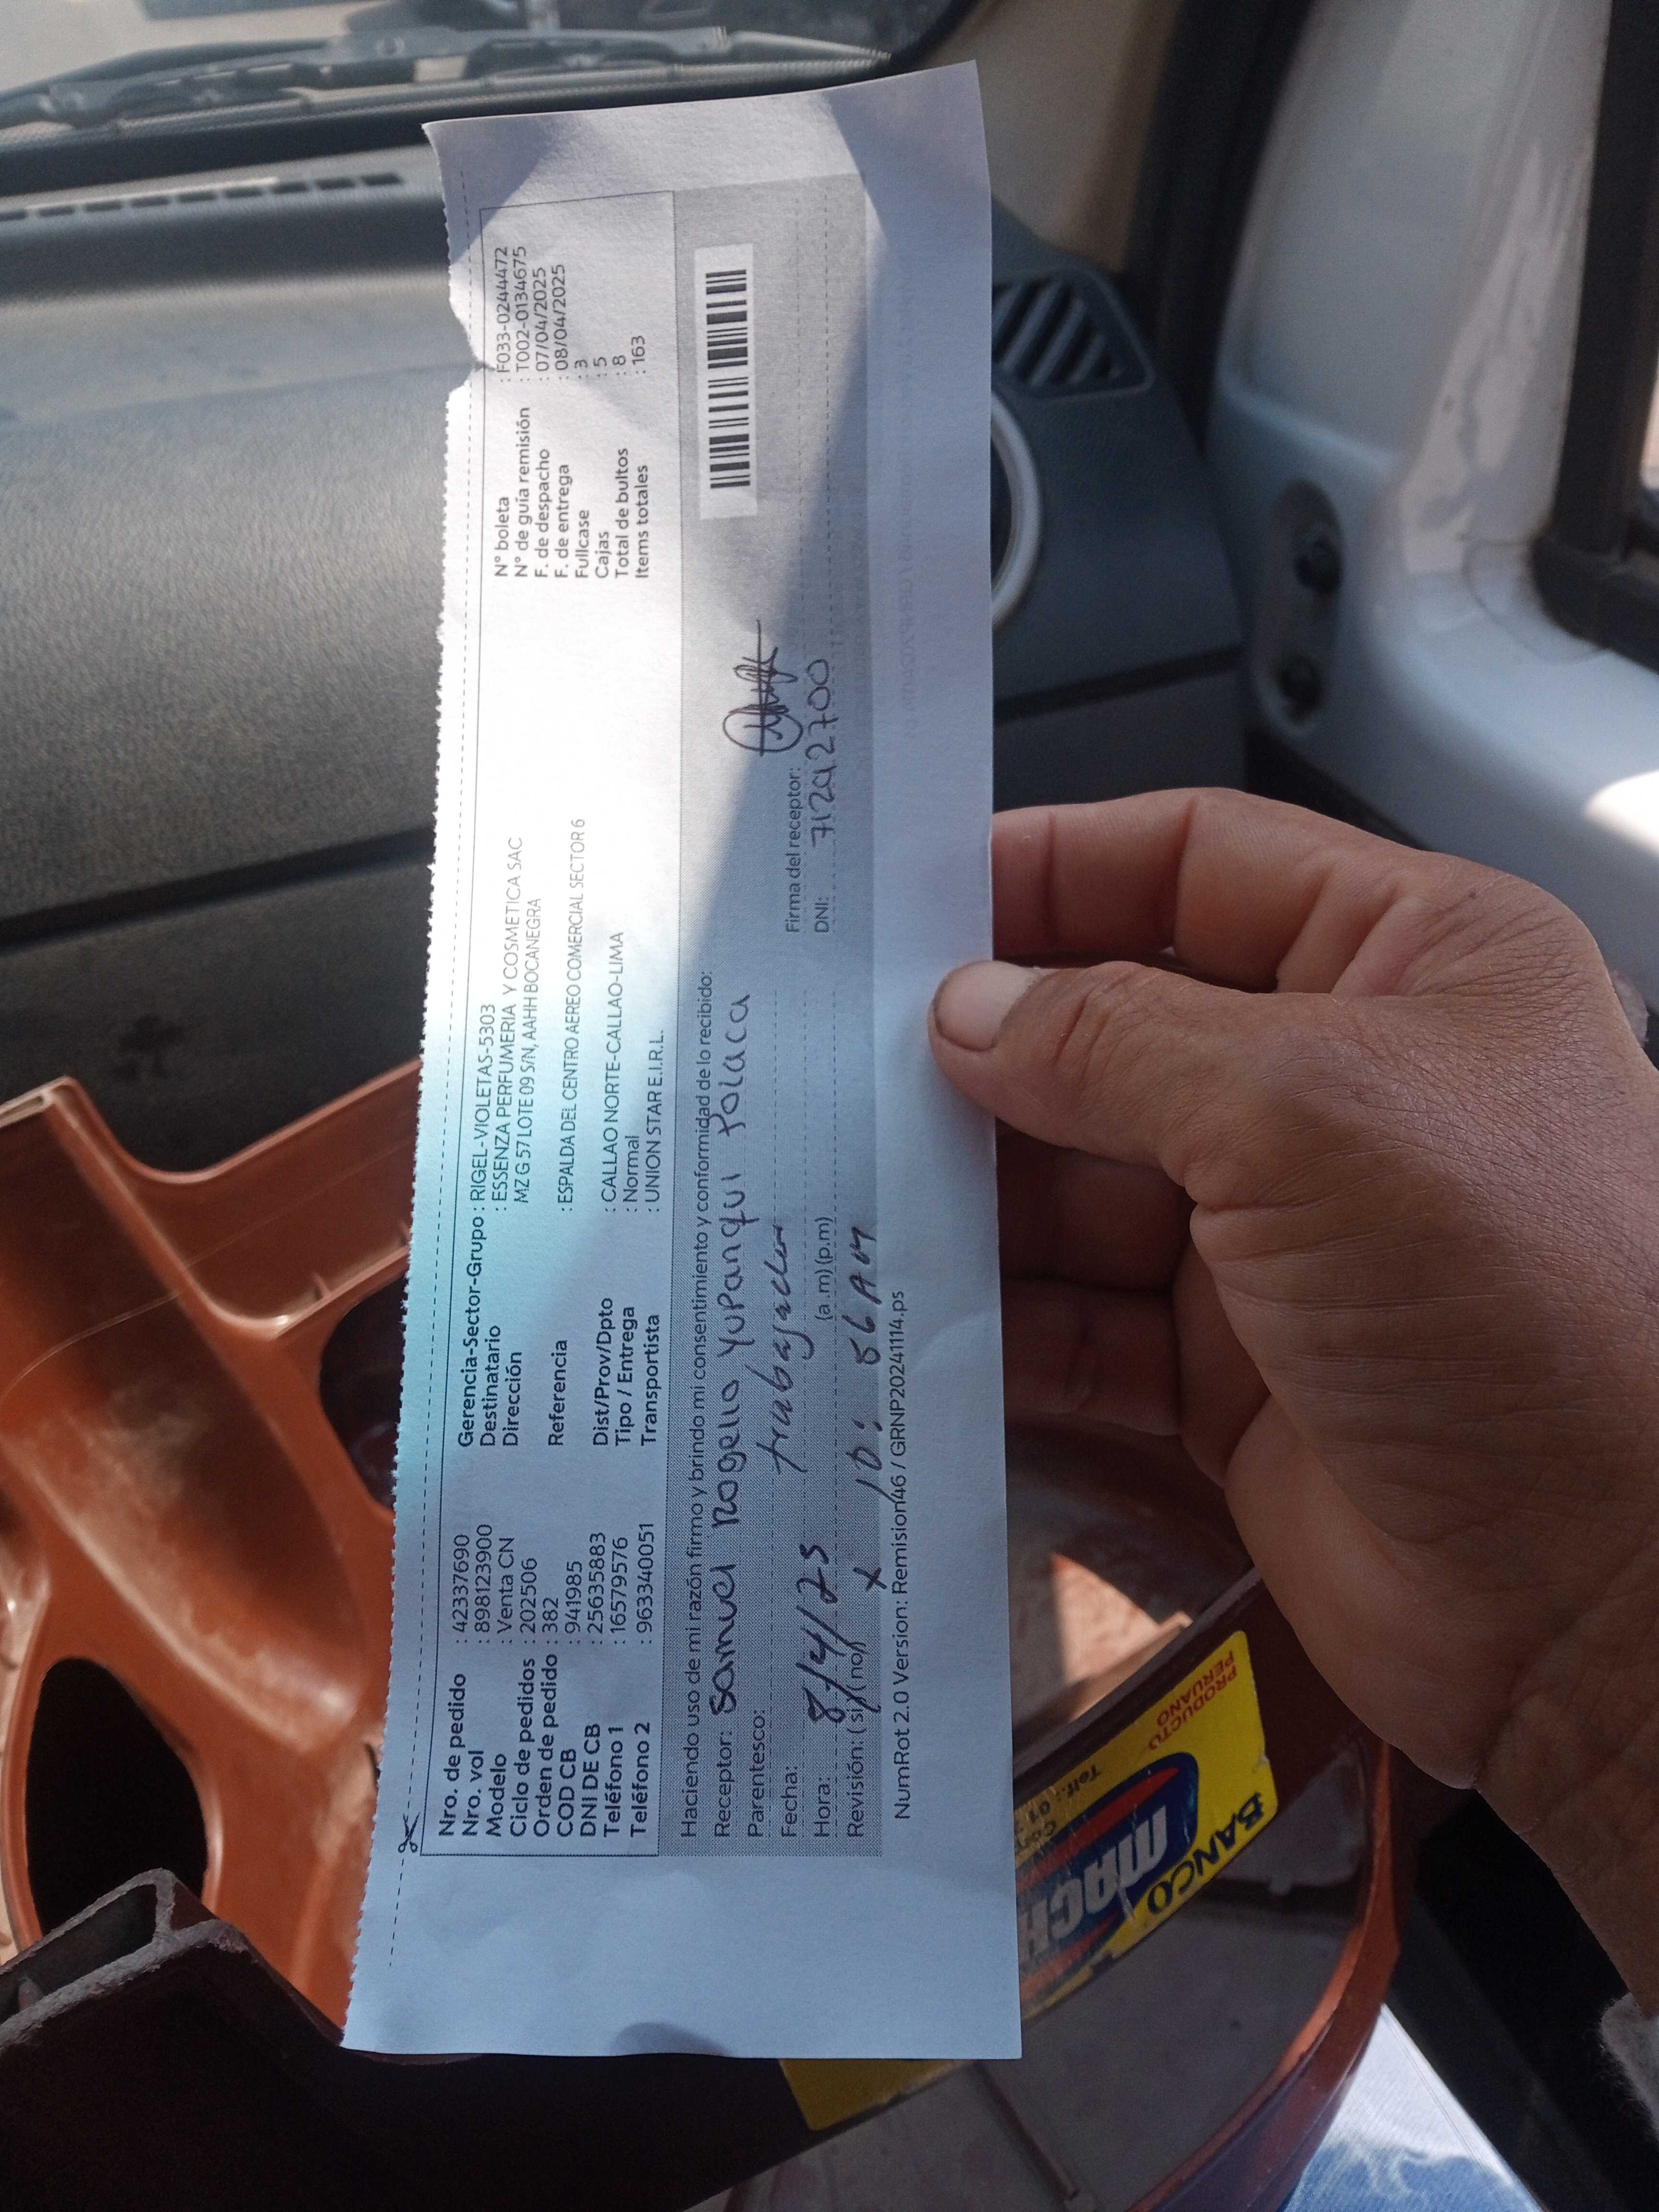 Nro. de pedido : 42337690
Nro. vol : 898123900
Modelo : Venta CN
Ciclo de pedidos : 202506
Orden de pedido : 382
COD CB : 941985
DNI DE CB : 25635883
Teléfono 1 : 16579576
Teléfono 2 : 963340051
Gerencia-Sector-Grupo : RIGEL-VIOLETAS-5303
Destinatario : ESSENZA PERFUMERIA Y COSMETICA SAC
Dirección MZ G 57 LOTE 09 S/N, AAHH BOCANEGRA
Referencia : ESPALDA DEL CENTRO AEREO COMERCIAL SECTOR 6
Dist/Prov/Dpto : CALLAO NORTE-CALLAO-LIMA
Tipo / Entrega : Normal
Transportista : UNION STAR E.I.R.L.
N° boleta : F033-0244472
N° de guía remisión : T002-0134675
F. de despacho : 07/04/2025
F. de entrega : 08/04/2025
Fullcase : 3
Cajas : 5
Total de bultos : 8
Items totales : 163
Haciendo uso de mi razón firmo y brindo mi consentimiento y conformidad de lo recibido:
Receptor: Samuel Rogelio Yupanqui Polaca
Parentesco: trabajador
Fecha: 8/4/25
Hora: (a.m) (p.m)
10:56 AM
Revisión: ( si ) ( no ) x
Firma del receptor:
DNI: 71292700
NumRot 2.0 Version: Remision46 / GRNP20241114.ps
PRODUCTO
PERUANO
Telf.: 01
BANCO